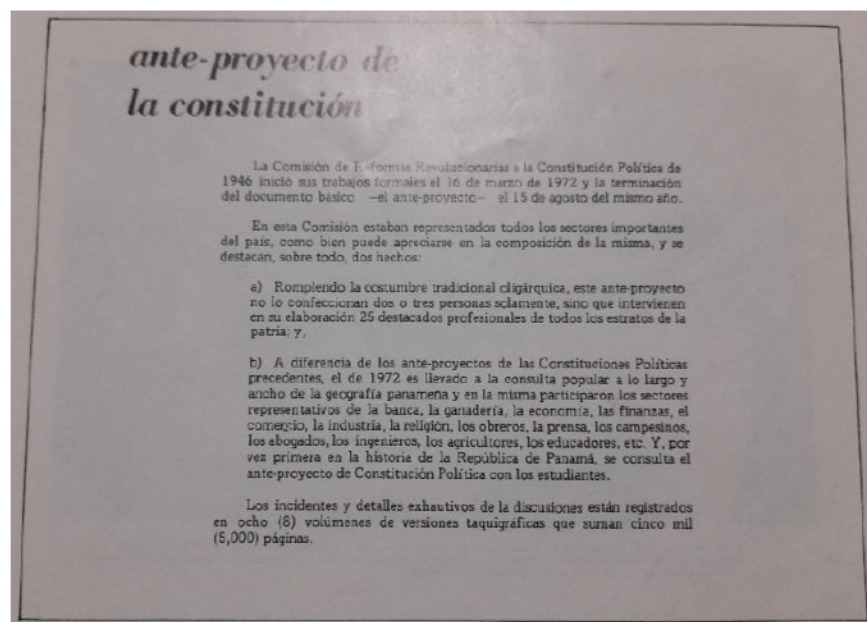 ante-proyecto de
la constitución
La Comisión de Reformas Revolucionarias a la Constitución Política de
1946 inició sus trabajos formales el 16 de marzo de 1972 y la terminación
del documento básico —el ante-proyecto— el 15 de agosto del mismo año.
En esta Comisión estaban representados todos los sectores importantes
del país, como bien puede apreciarse en la composición de la misma, y se
destacan, sobre todo, dos hechos:
a) Rompiendo la costumbre tradicional oligárquica, este ante-proyecto
no lo confeccionan dos o tres personas solamente, sino que intervienen
en su elaboración 25 destacados profesionales de todos los estratos de la
patria; y,
b) A diferencia de los ante-proyectos de las Constituciones Políticas
precedentes, el de 1972 es llevado a la consulta popular a lo largo y
ancho de la geografía panameña y en la misma participaron los sectores
representativos de la banca, la ganadería, la economía, las finanzas, el
comercio, la industria, la religión, los obreros, la prensa, los campesinos,
los abogados, los ingenieros, los agricultores, los educadores, etc. Y, por
vez primera en la historia de la República de Panamá, se consulta el
ante-proyecto de Constitución Política con los estudiantes.
Los incidentes y detalles exhautivos de la discusiones están registrados
en ocho (8) volúmenes de versiones taquigráficas que suman cinco mil
(5,000) páginas.